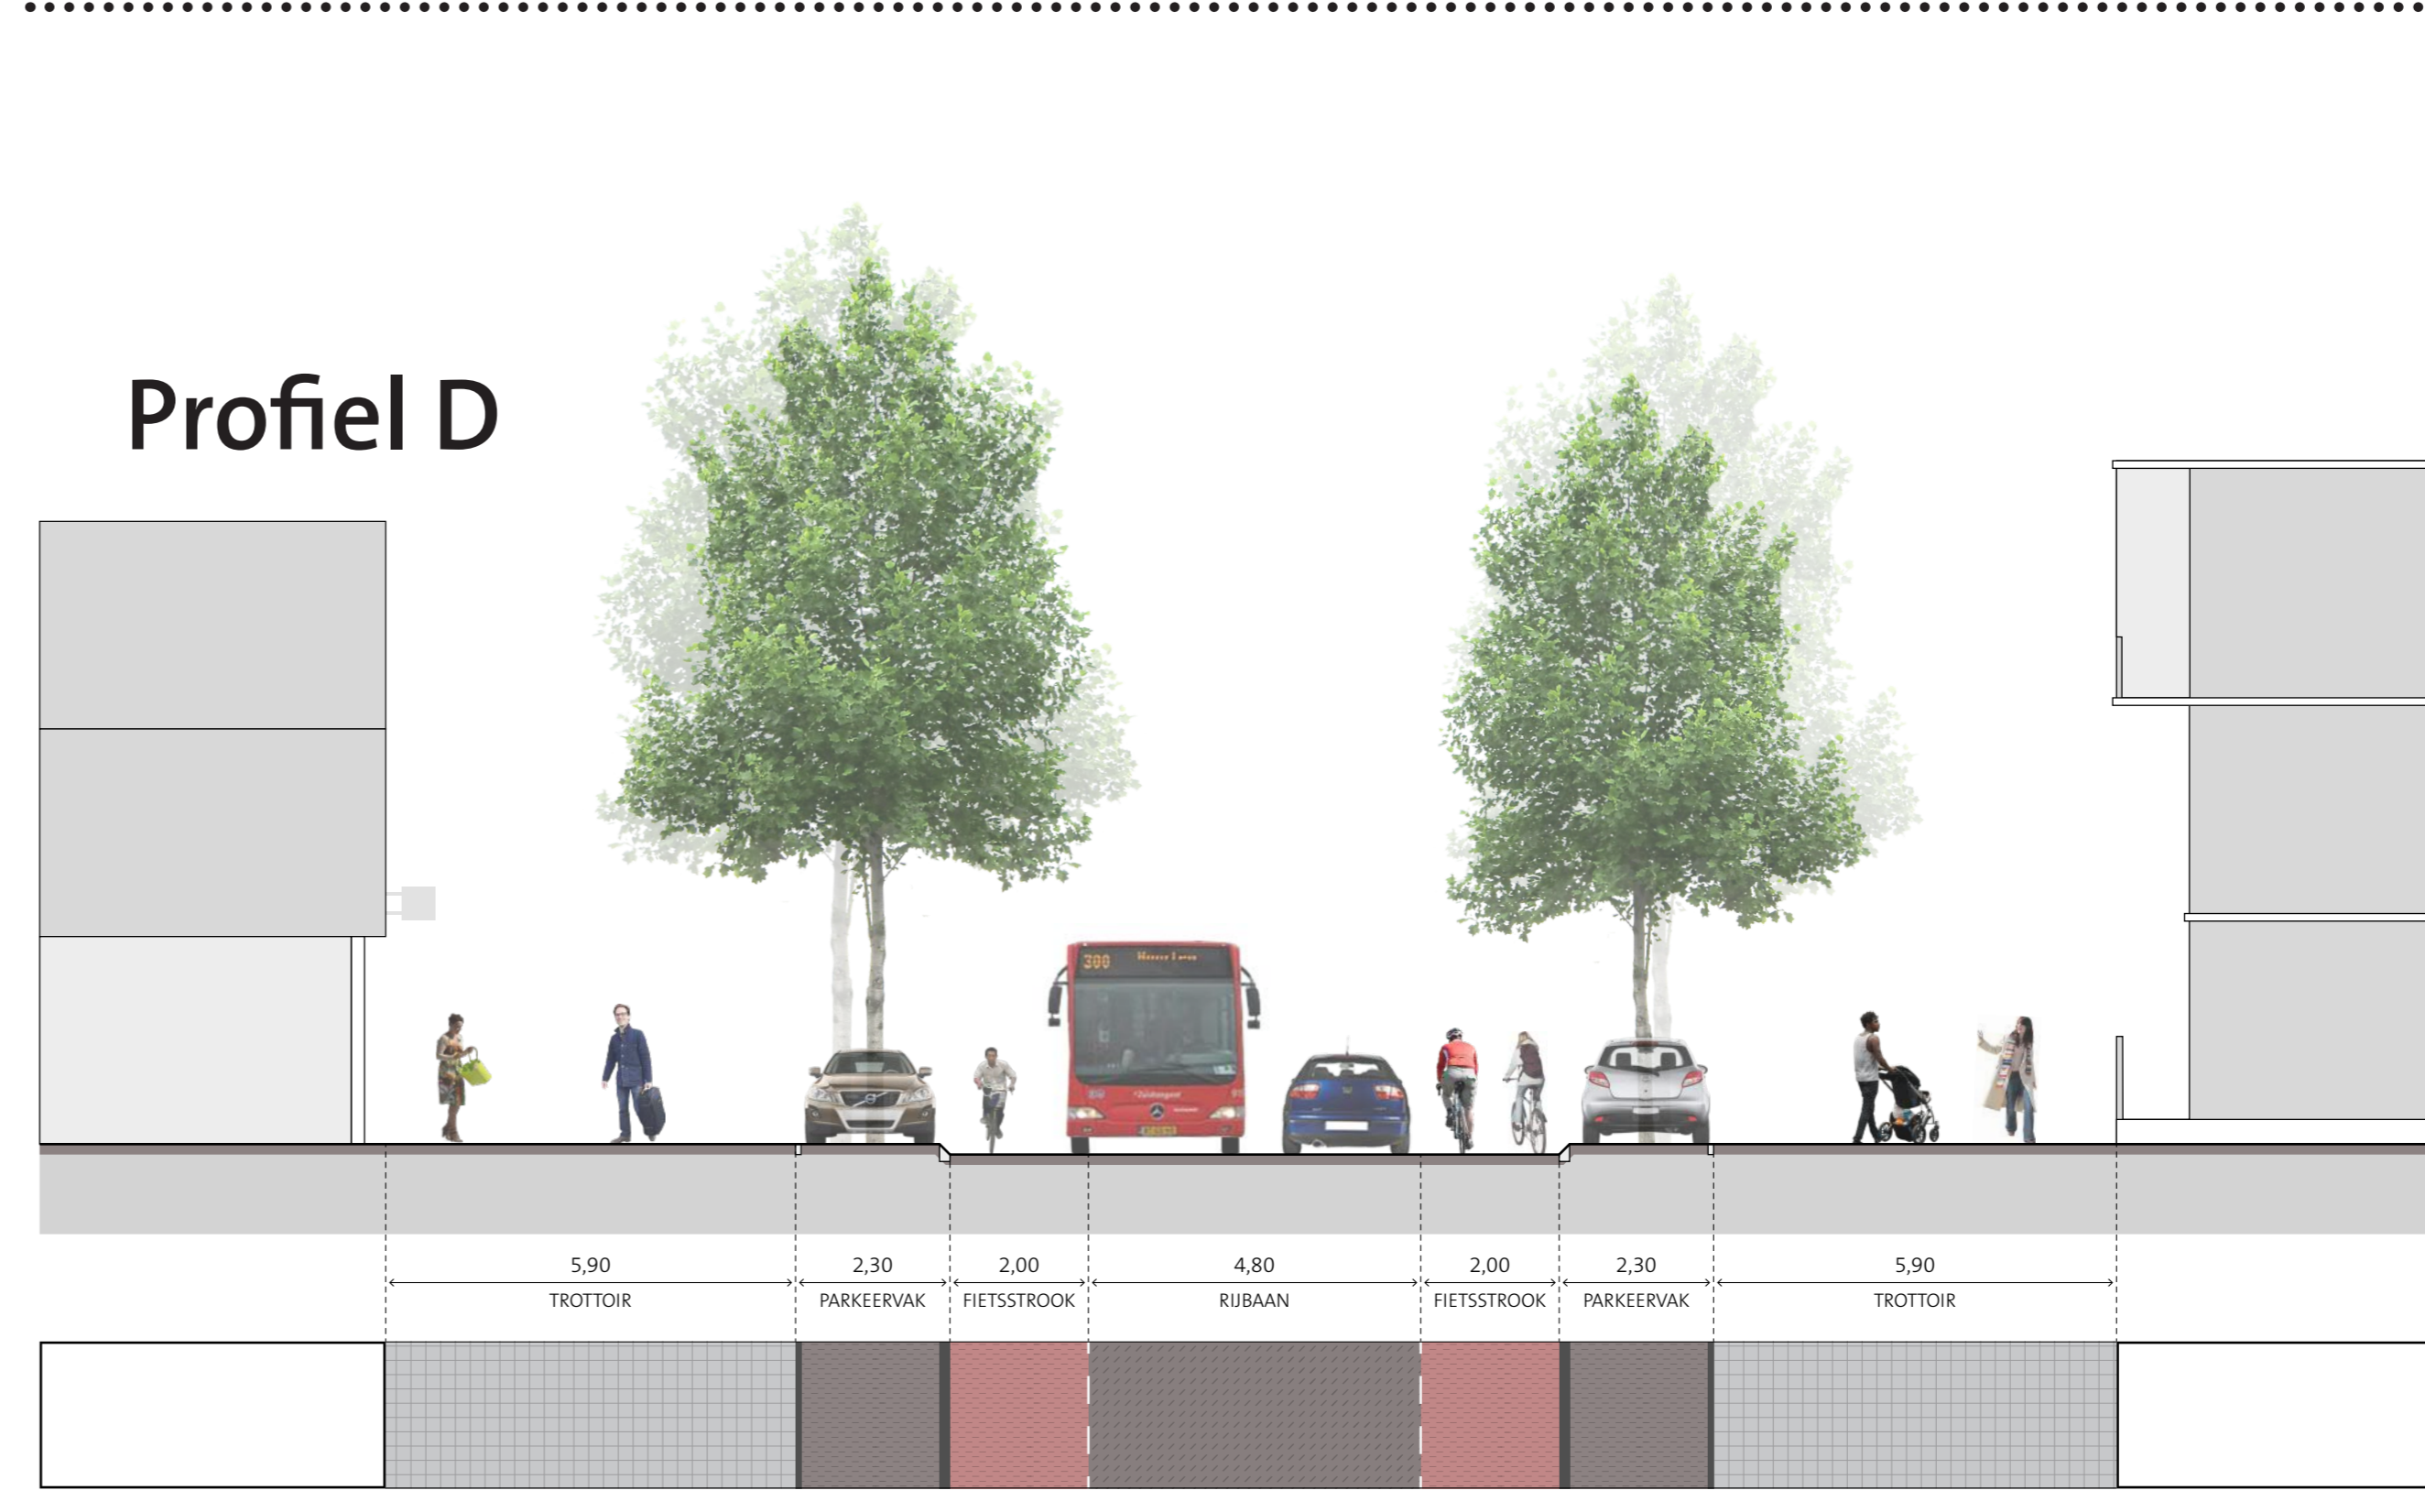 Profiel D
300
5,90 2,30 2,00 4,80 2,00 2,30 5,90
TROTTOIR PARKEERVAK FIETSSTROOK RIJBAAN FIETSSTROOK PARKEERVAK TROTTOIR